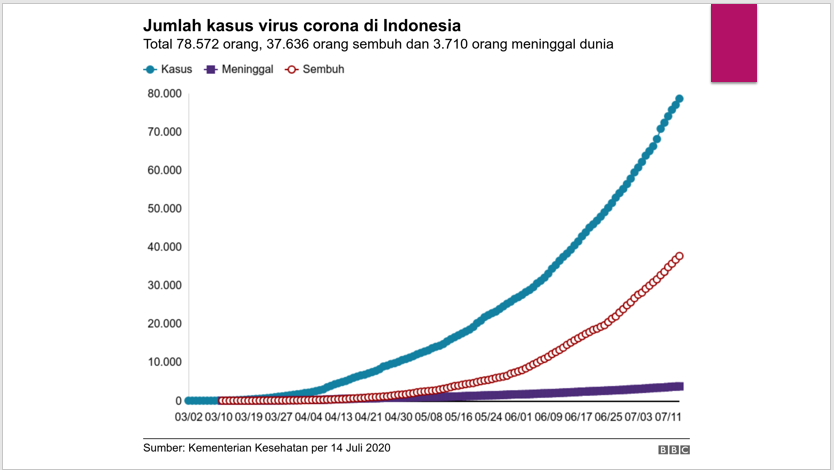 Jumlah kasus virus corona di Indonesia
Total 78.572 orang, 37.636 orang sembuh dan 3.710 orang meninggal dunia
Kasus Meninggal Sembuh
80.000
70.000
60.000
50.000
40.000
30.000
20.000
10.000
0
03/02 03/10 03/19 03/27 04/04 04/13 04/21 04/30 05/08 05/16 05/24 06/01 06/09 06/17 06/25 07/03 07/11
Sumber: Kementerian Kesehatan per 14 Juli 2020
BBC